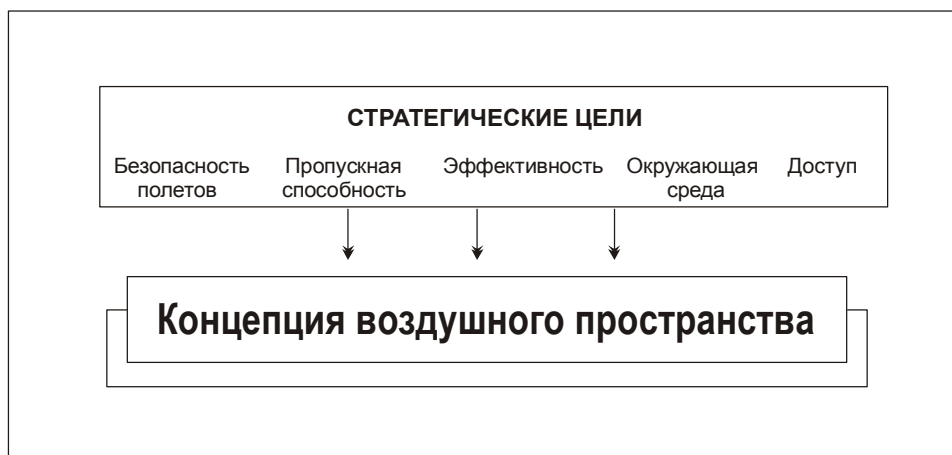 СТРАТЕГИЧЕСКИЕ ЦЕЛИ
Безопасность полетов
Пропускная способность
Эффективность
Окружающая среда
Доступ
Концепция воздушного пространства